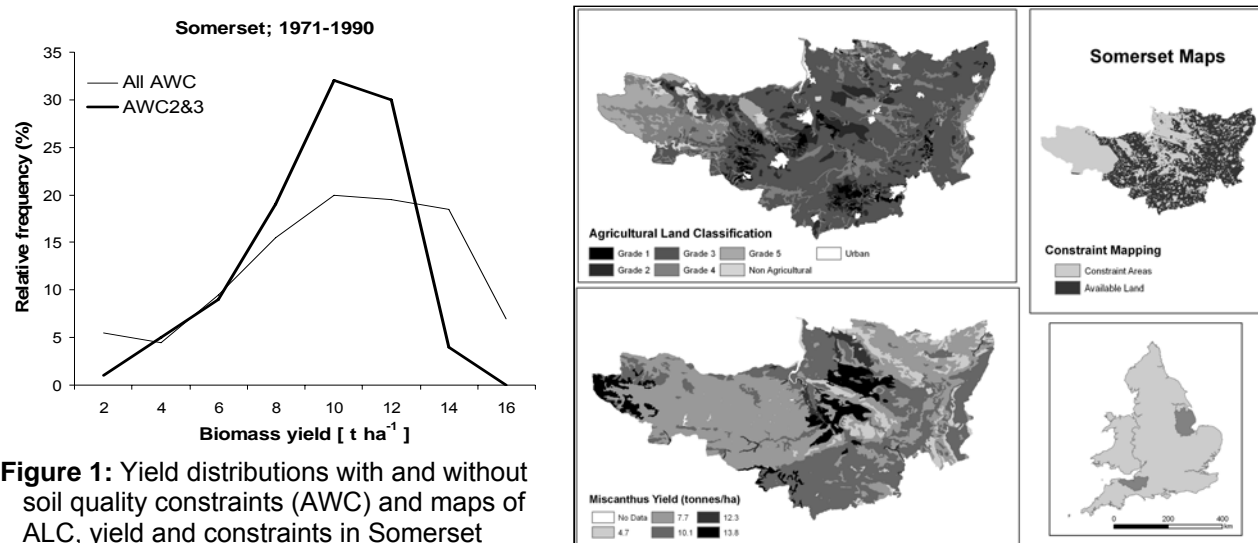 Somerset; 1971-1990
35
30
25
20
15
10
5
0
Relative frequency (%)
All AWC
AWC2&3
2 4 6 8 10 12 14 16
Biomass yield [ t ha⁻¹ ]
Figure 1: Yield distributions with and without
soil quality constraints (AWC) and maps of
ALC, yield and constraints in Somerset
Agricultural Land Classification
Grade 1 Grade 3 Grade 5 Urban
Grade 2 Grade 4 Non Agricultural
Miscanthus Yield (tonnes/ha)
No Data 7.7 12.3
4.7 10.1 13.8
Somerset Maps
Constraint Mapping
Constraint Areas
Available Land
0 200 400
km